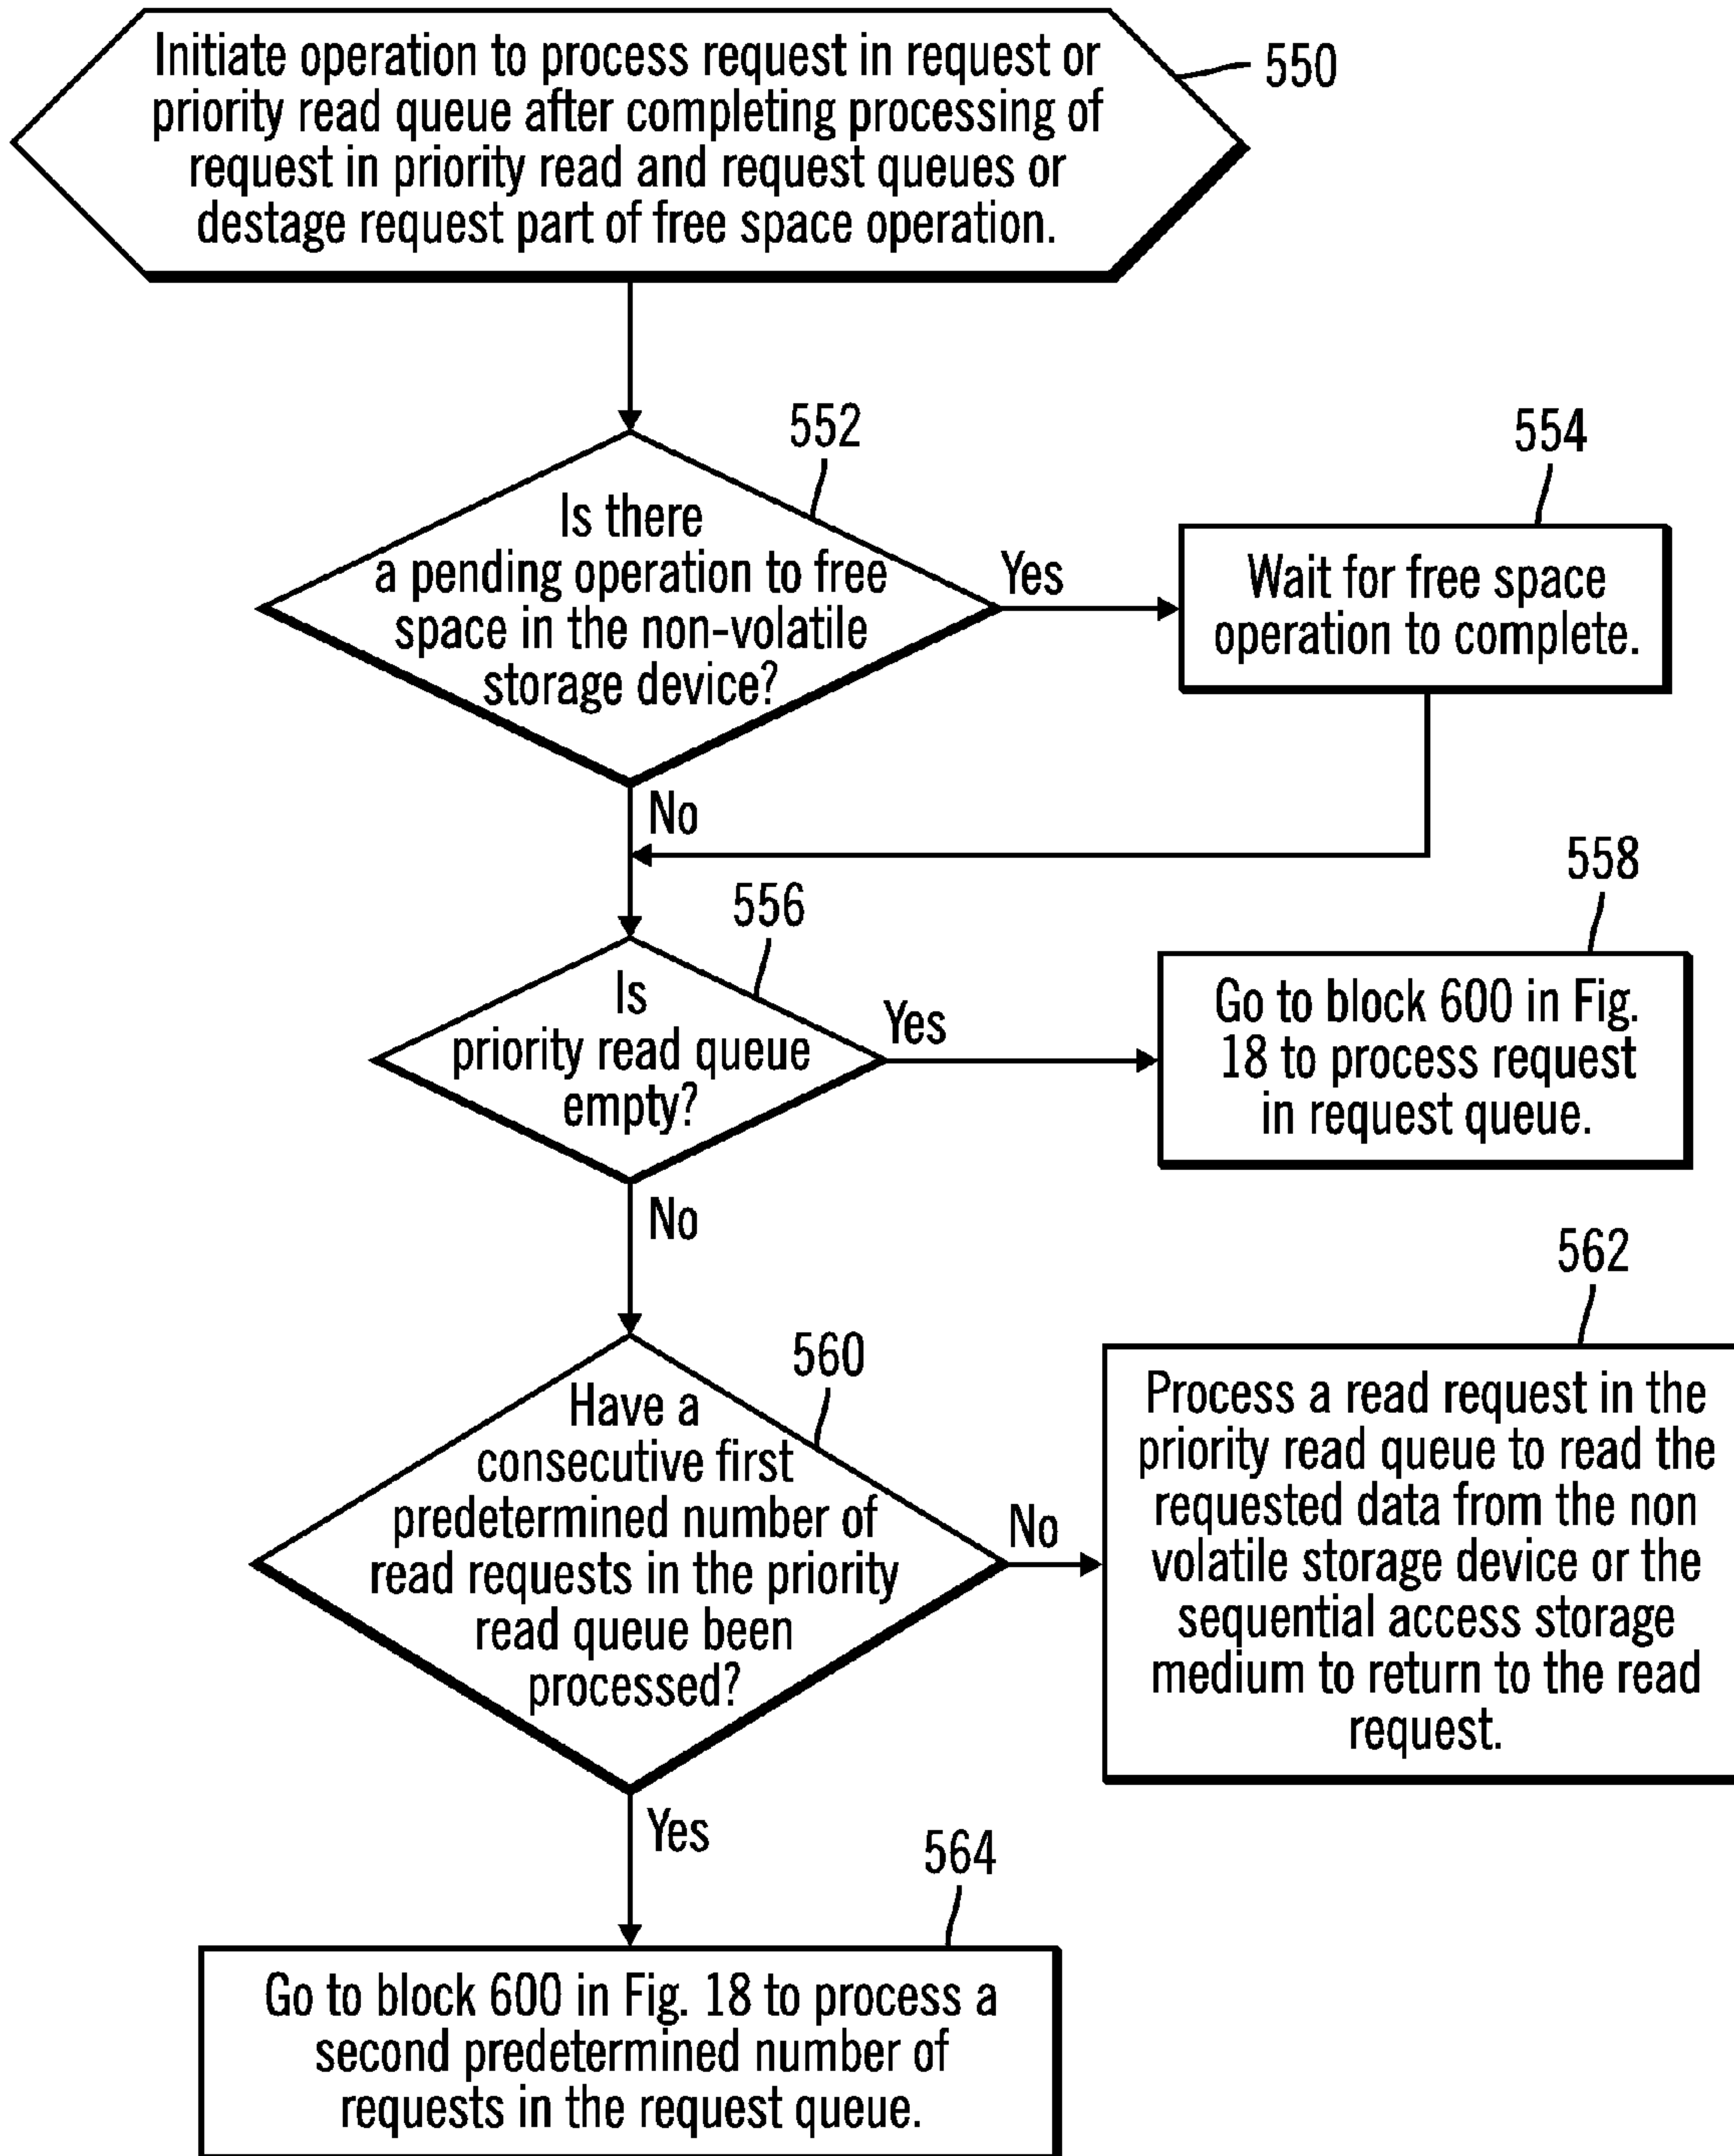 Initiate operation to process request in request or
priority read queue after completing processing of
request in priority read and request queues or
destage request part of free space operation.
550
552
Is there
a pending operation to free
space in the non-volatile
storage device?
Yes
554
Wait for free space
operation to complete.
No
556
Is
priority read queue
empty?
Yes
558
Go to block 600 in Fig.
18 to process request
in request queue.
No
560
Have a
consecutive first
predetermined number of
read requests in the priority
read queue been
processed?
No
562
Process a read request in the
priority read queue to read the
requested data from the non
volatile storage device or the
sequential access storage
medium to return to the read
request.
Yes
564
Go to block 600 in Fig. 18 to process a
second predetermined number of
requests in the request queue.